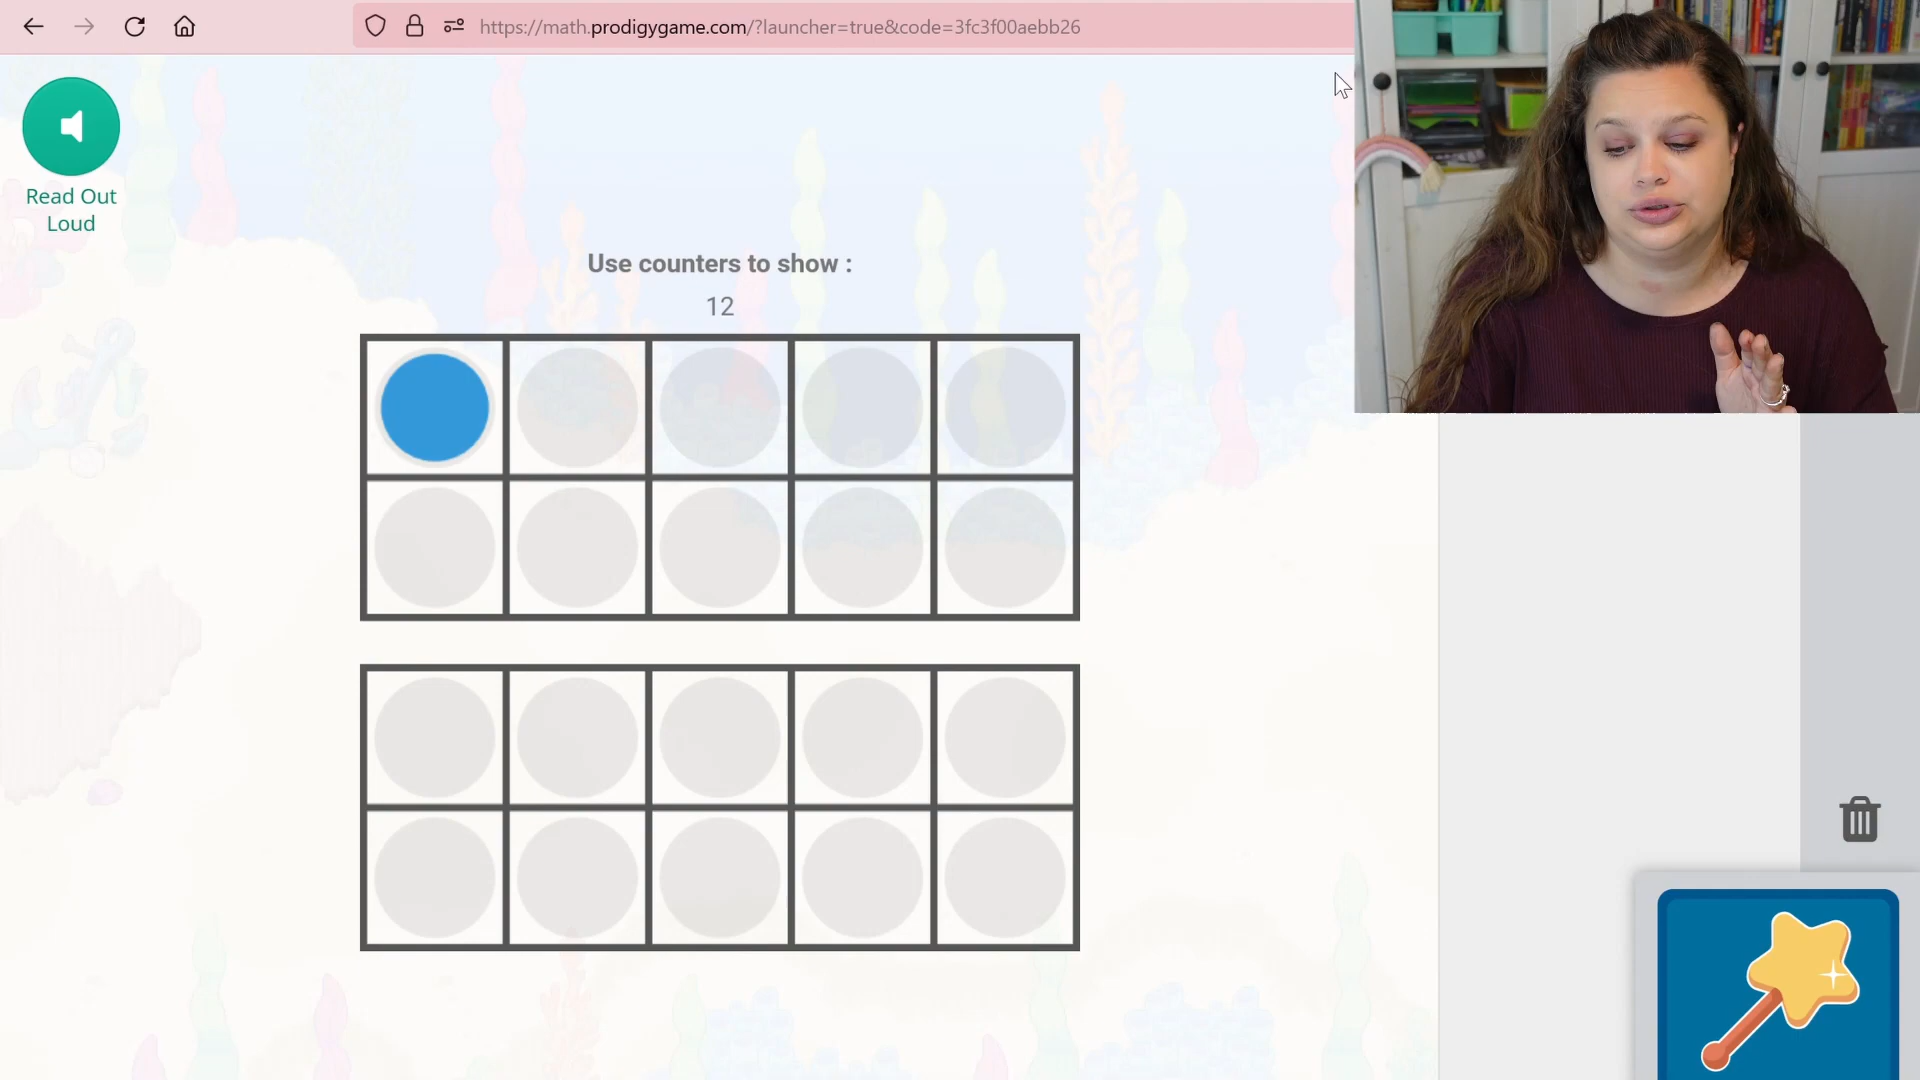 https://math.prodigygame.com/?launcher=true&code=3fc3f00aebb26
Read Out
Loud
Use counters to show :
12